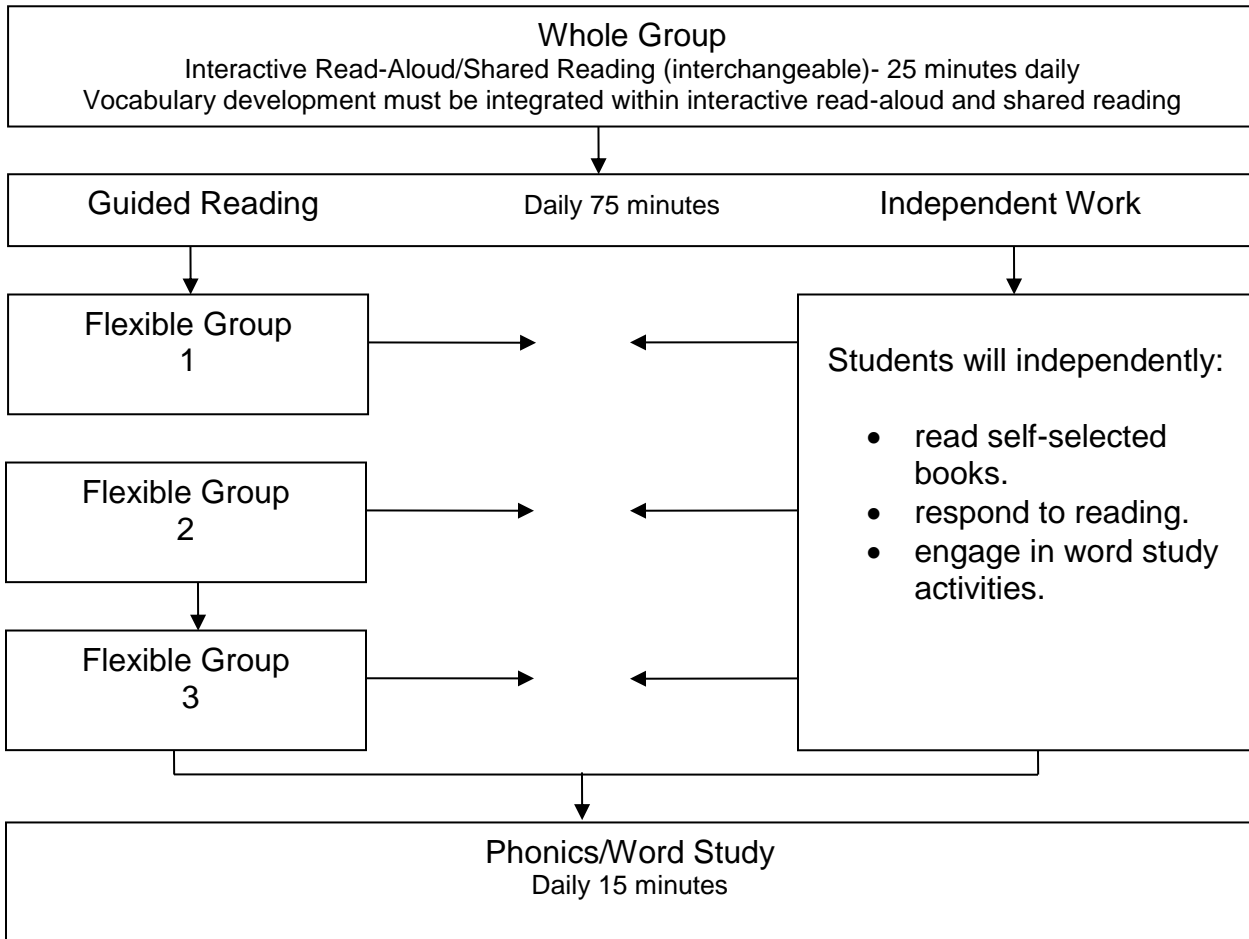 Whole Group
Interactive Read-Aloud/Shared Reading (interchangeable)- 25 minutes daily
Vocabulary development must be integrated within interactive read-aloud and shared reading
Guided Reading Daily 75 minutes Independent Work
Flexible Group
1
Flexible Group
2
Flexible Group
3
Students will independently:
• read self-selected
books.
• respond to reading.
• engage in word study
activities.
Phonics/Word Study
Daily 15 minutes